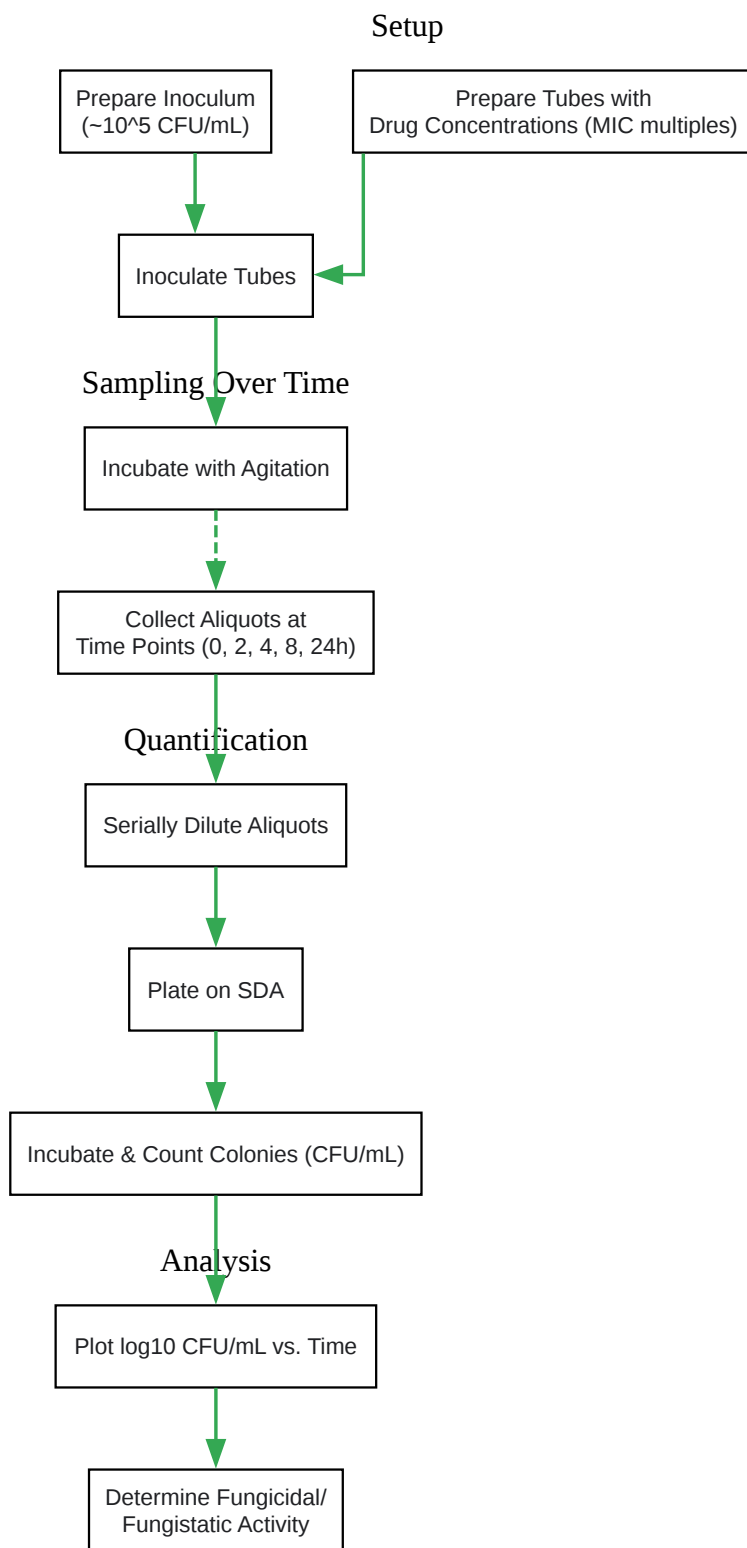 Setup
Prepare Inoculum
(~10^5 CFU/mL)
Prepare Tubes with
Drug Concentrations (MIC multiples)
Inoculate Tubes
Sampling Over Time
Incubate with Agitation
Collect Aliquots at
Time Points (0, 2, 4, 8, 24h)
Quantification
Serially Dilute Aliquots
Plate on SDA
Incubate & Count Colonies (CFU/mL)
Analysis
Plot log10 CFU/mL vs. Time
Determine Fungicidal/
Fungistatic Activity